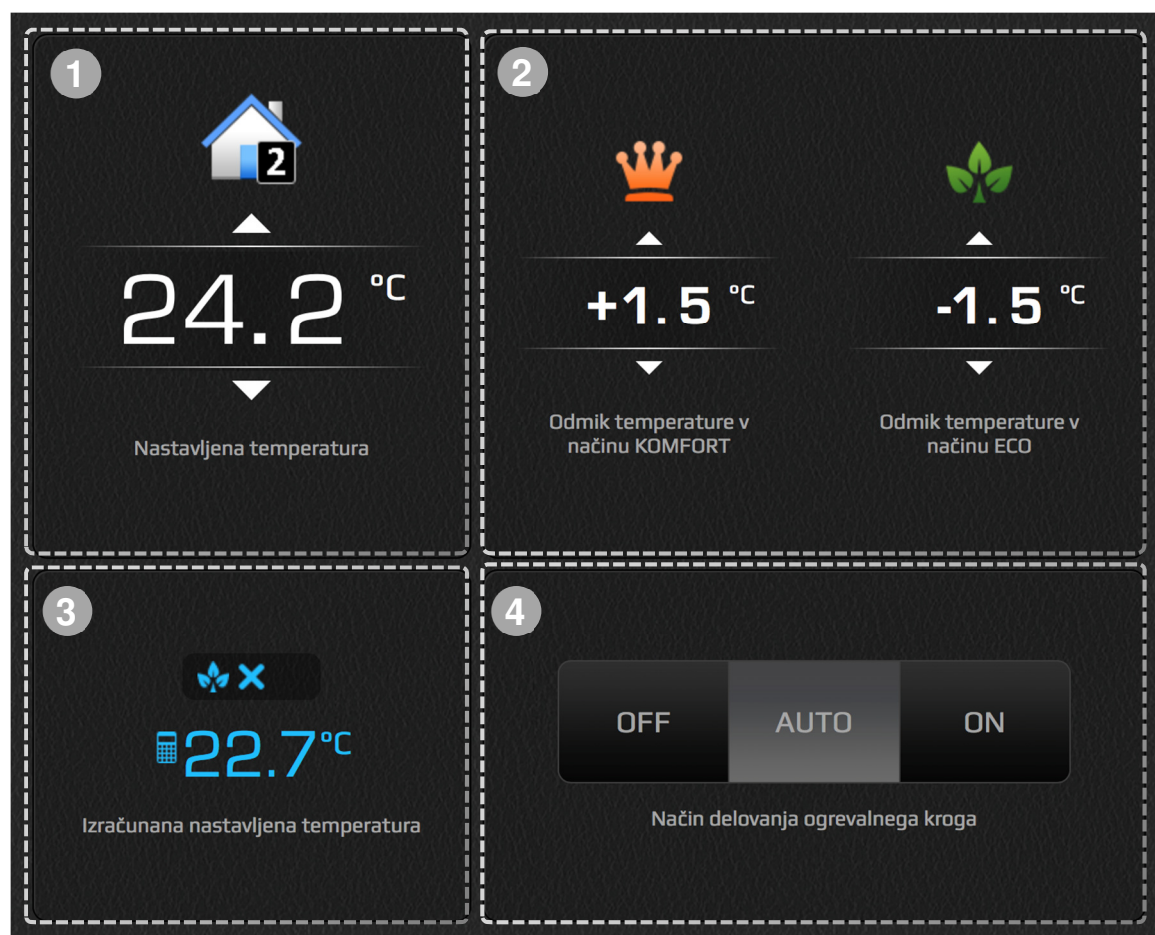 1
2
24.2 °C
Nastavljena temperatura
2
+1.5 °C
Odmik temperature v
načinu KOMFORT
-1.5 °C
Odmik temperature v
načinu ECO
3
22.7°C
Izračunana nastavljena temperatura
4
OFF AUTO ON
Način delovanja ogrevalnega kroga